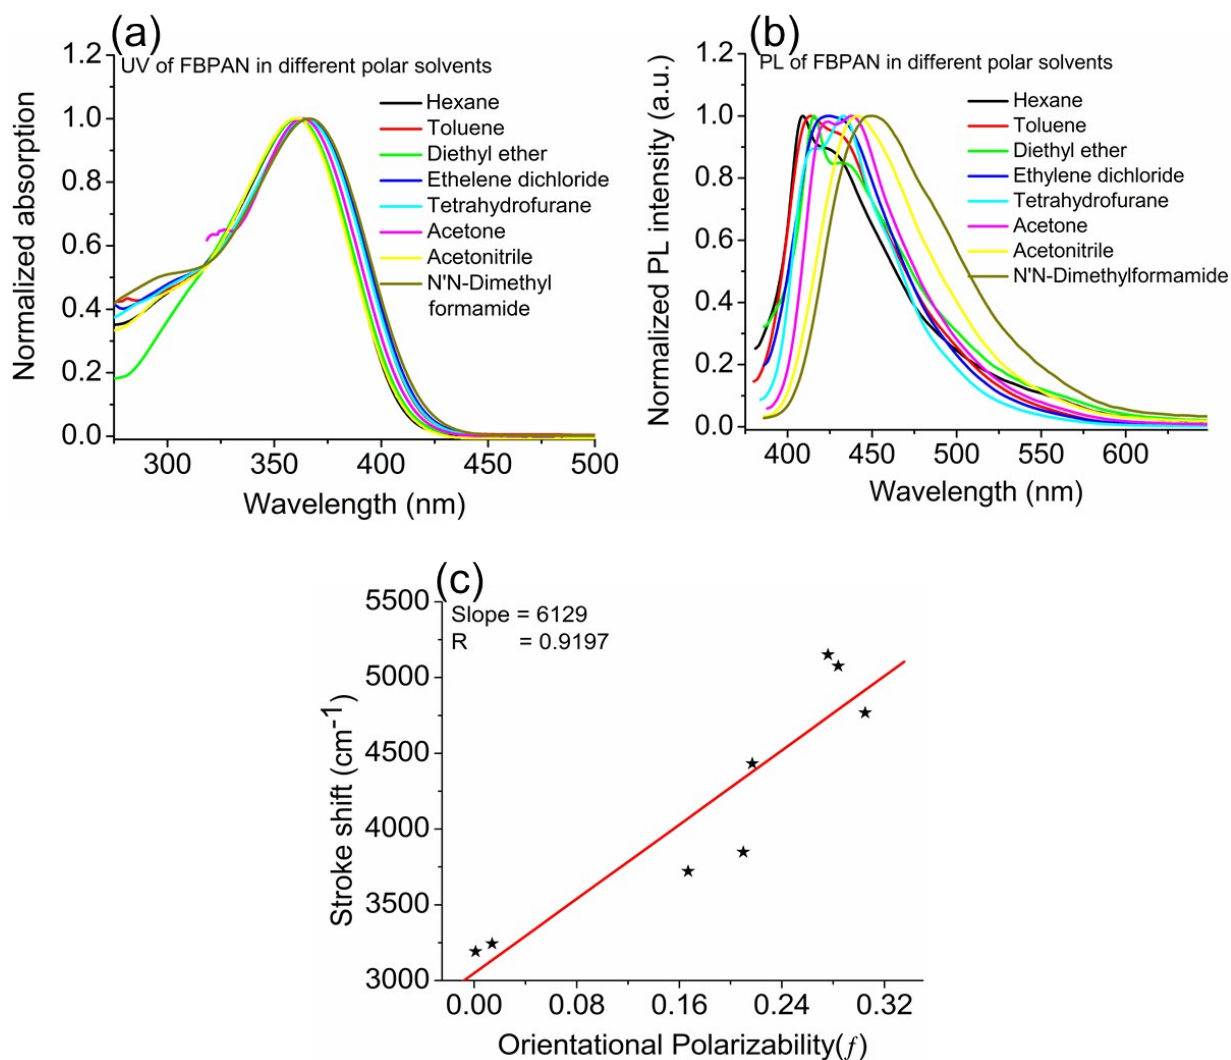 (a)
UV of FBPAN in different polar solvents
Hexane
Toluene
Diethyl ether
Ethelene dichloride
Tetrahydrofurane
Acetone
Acetonitrile
N'N-Dimethyl
formamide
Normalized absorption
1.2
1.0
0.8
0.6
0.4
0.2
0.0
300 350 400 450 500
Wavelength (nm)
(b)
PL of FBPAN in different polar solvents
Hexane
Toluene
Diethyl ether
Ethylene dichloride
Tetrahydrofurane
Acetone
Acetonitrile
N'N-Dimethylformamide
Normalized PL intensity (a.u.)
1.2
1.0
0.8
0.6
0.4
0.2
0.0
400 450 500 550 600
Wavelength (nm)
(c)
Slope = 6129
R = 0.9197
Stroke shift (cm⁻¹)
5500
5000
4500
4000
3500
3000
0.00 0.08 0.16 0.24 0.32
Orientational Polarizability(f)